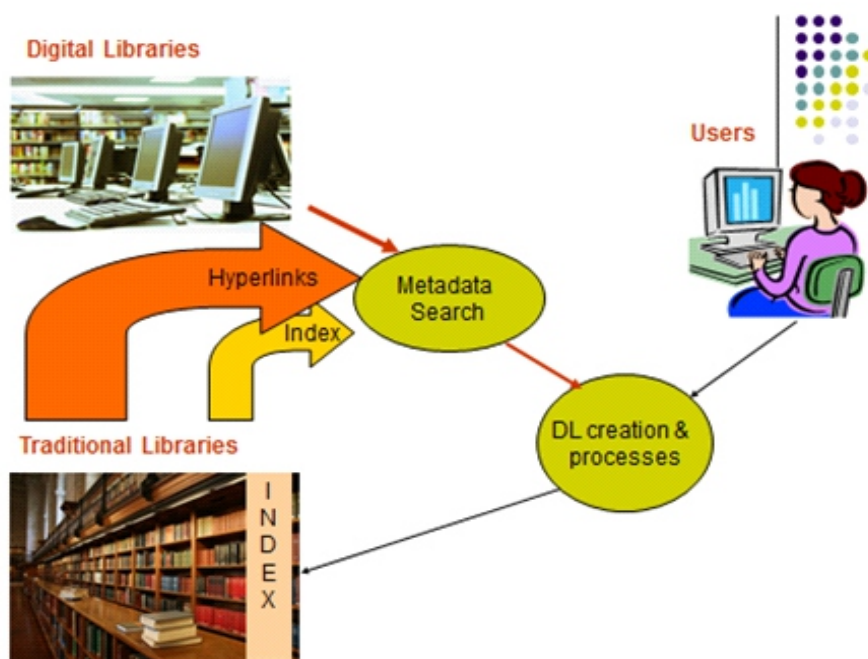 Digital Libraries
Users
Hyperlinks
Metadata
Search
Index
DL creation &
processes
Traditional Libraries
I
N
D
E
X